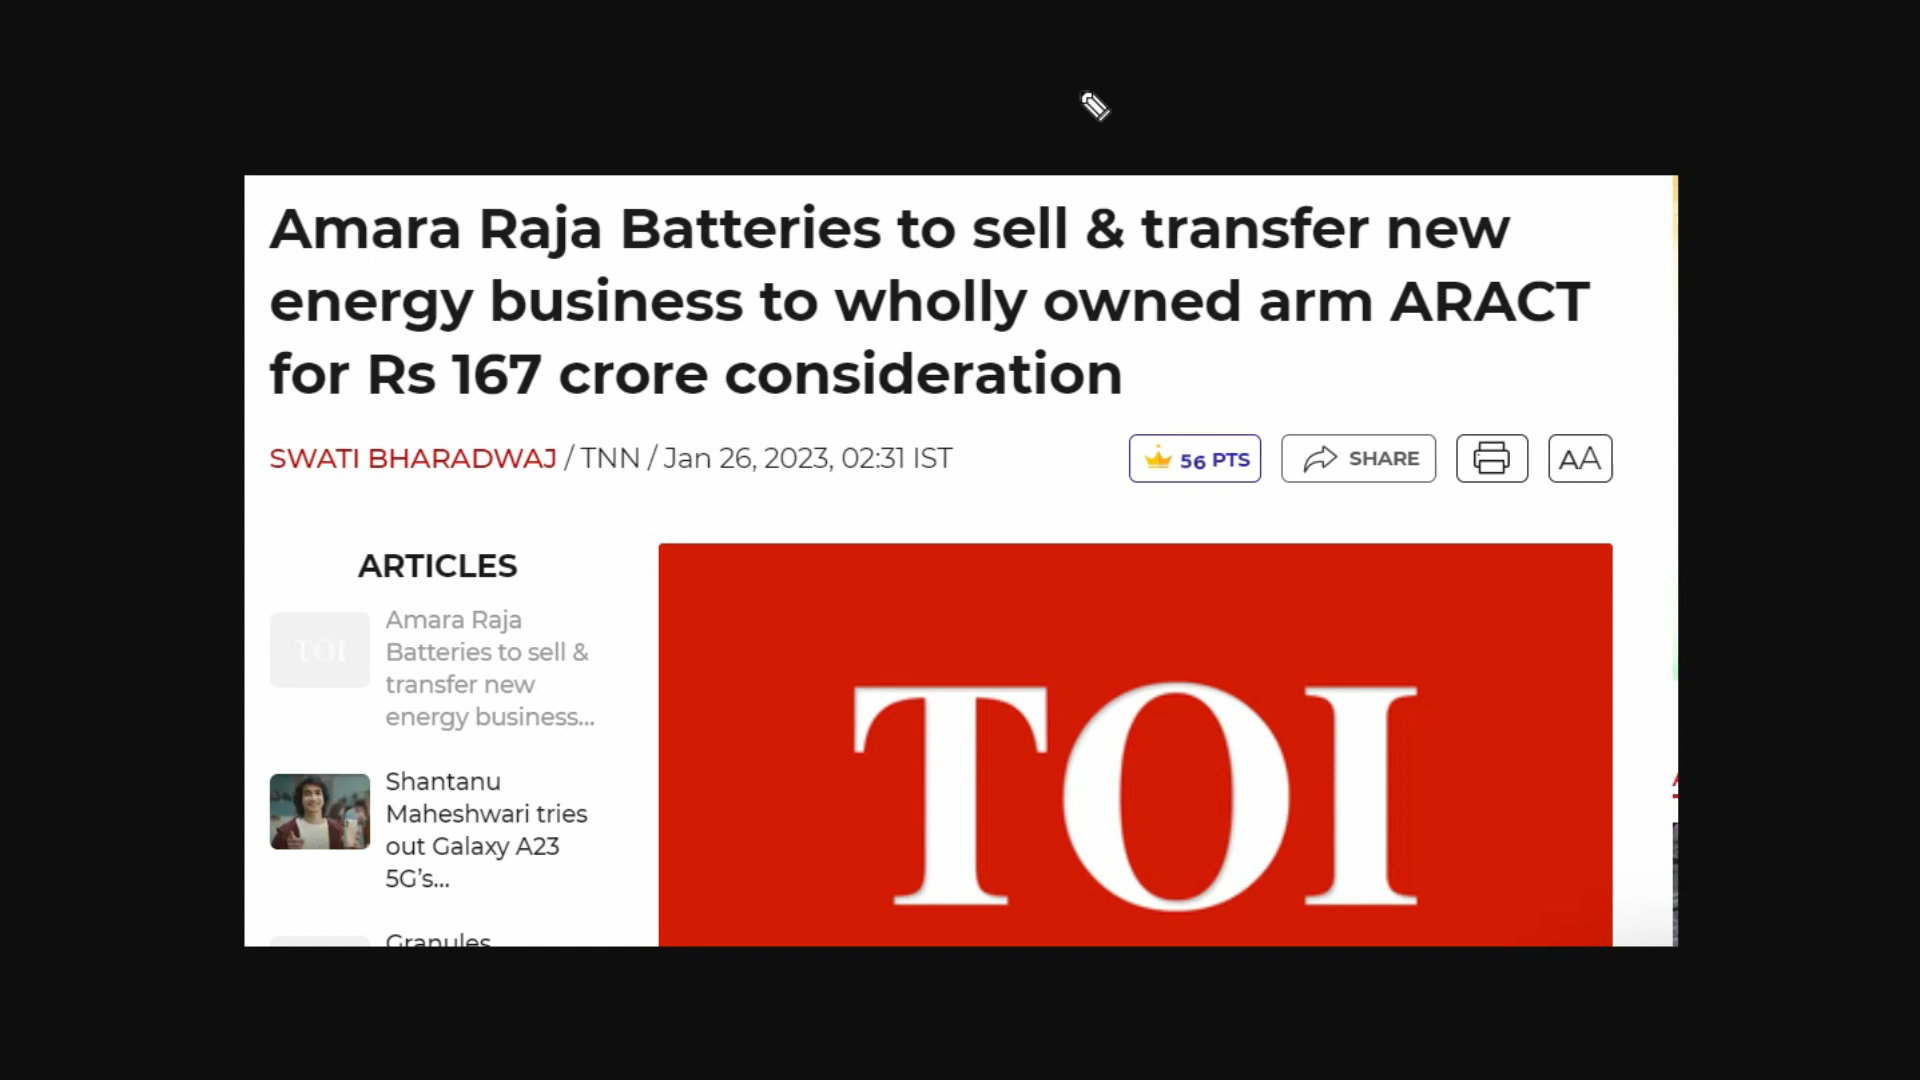 Amara Raja Batteries to sell & transfer new
energy business to wholly owned arm ARACT
for Rs 167 crore consideration
SWATI BHARADWAJ / TNN / Jan 26, 2023, 02:31 IST
56 PTS
SHARE
AA
ARTICLES
TOI
Amara Raja
Batteries to sell &
transfer new
energy business...
Shantanu
Maheshwari tries
out Galaxy A23
5G's...
Granules
TOI